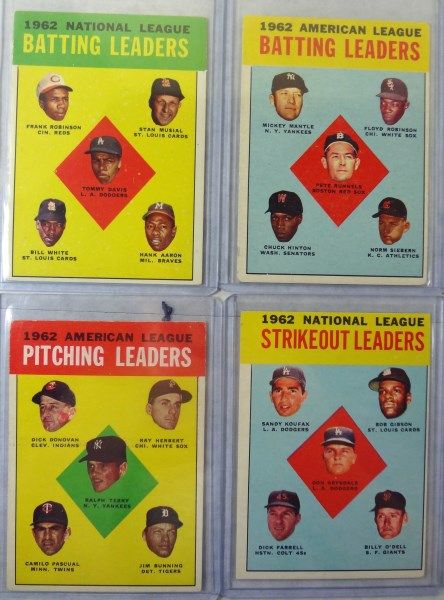 1962 NATIONAL LEAGUE
BATTING LEADERS
FRANK ROBINSON
CIN. REDS
STAN MUSIAL
ST. LOUIS CARDS
TOMMY DAVIS
L. A. DODGERS
BILL WHITE
ST. LOUIS CARDS
HANK AARON
MIL. BRAVES
1962 AMERICAN LEAGUE
BATTING LEADERS
MICKEY MANTLE
N. Y. YANKEES
FLOYD ROBINSON
CHI. WHITE SOX
PETE RUNNELS
BOSTON RED SOX
CHUCK HINTON
WASH. SENATORS
NORM SIEBERN
K. C. ATHLETICS
1962 AMERICAN LEAGUE
PITCHING LEADERS
DICK DONOVAN
CLEV. INDIANS
RAY HERBERT
CHI. WHITE SOX
RALPH TERRY
N. Y. YANKEES
CAMILO PASCUAL
MINN. TWINS
JIM BUNNING
DET. TIGERS
1962 NATIONAL LEAGUE
STRIKEOUT LEADERS
SANDY KOUFAX
L. A. DODGERS
BOB GIBSON
ST. LOUIS CARDS
DON DRYSDALE
L. A. DODGERS
DICK FARRELL
HSTN. COLT 45s
BILLY O'DELL
S. F. GIANTS